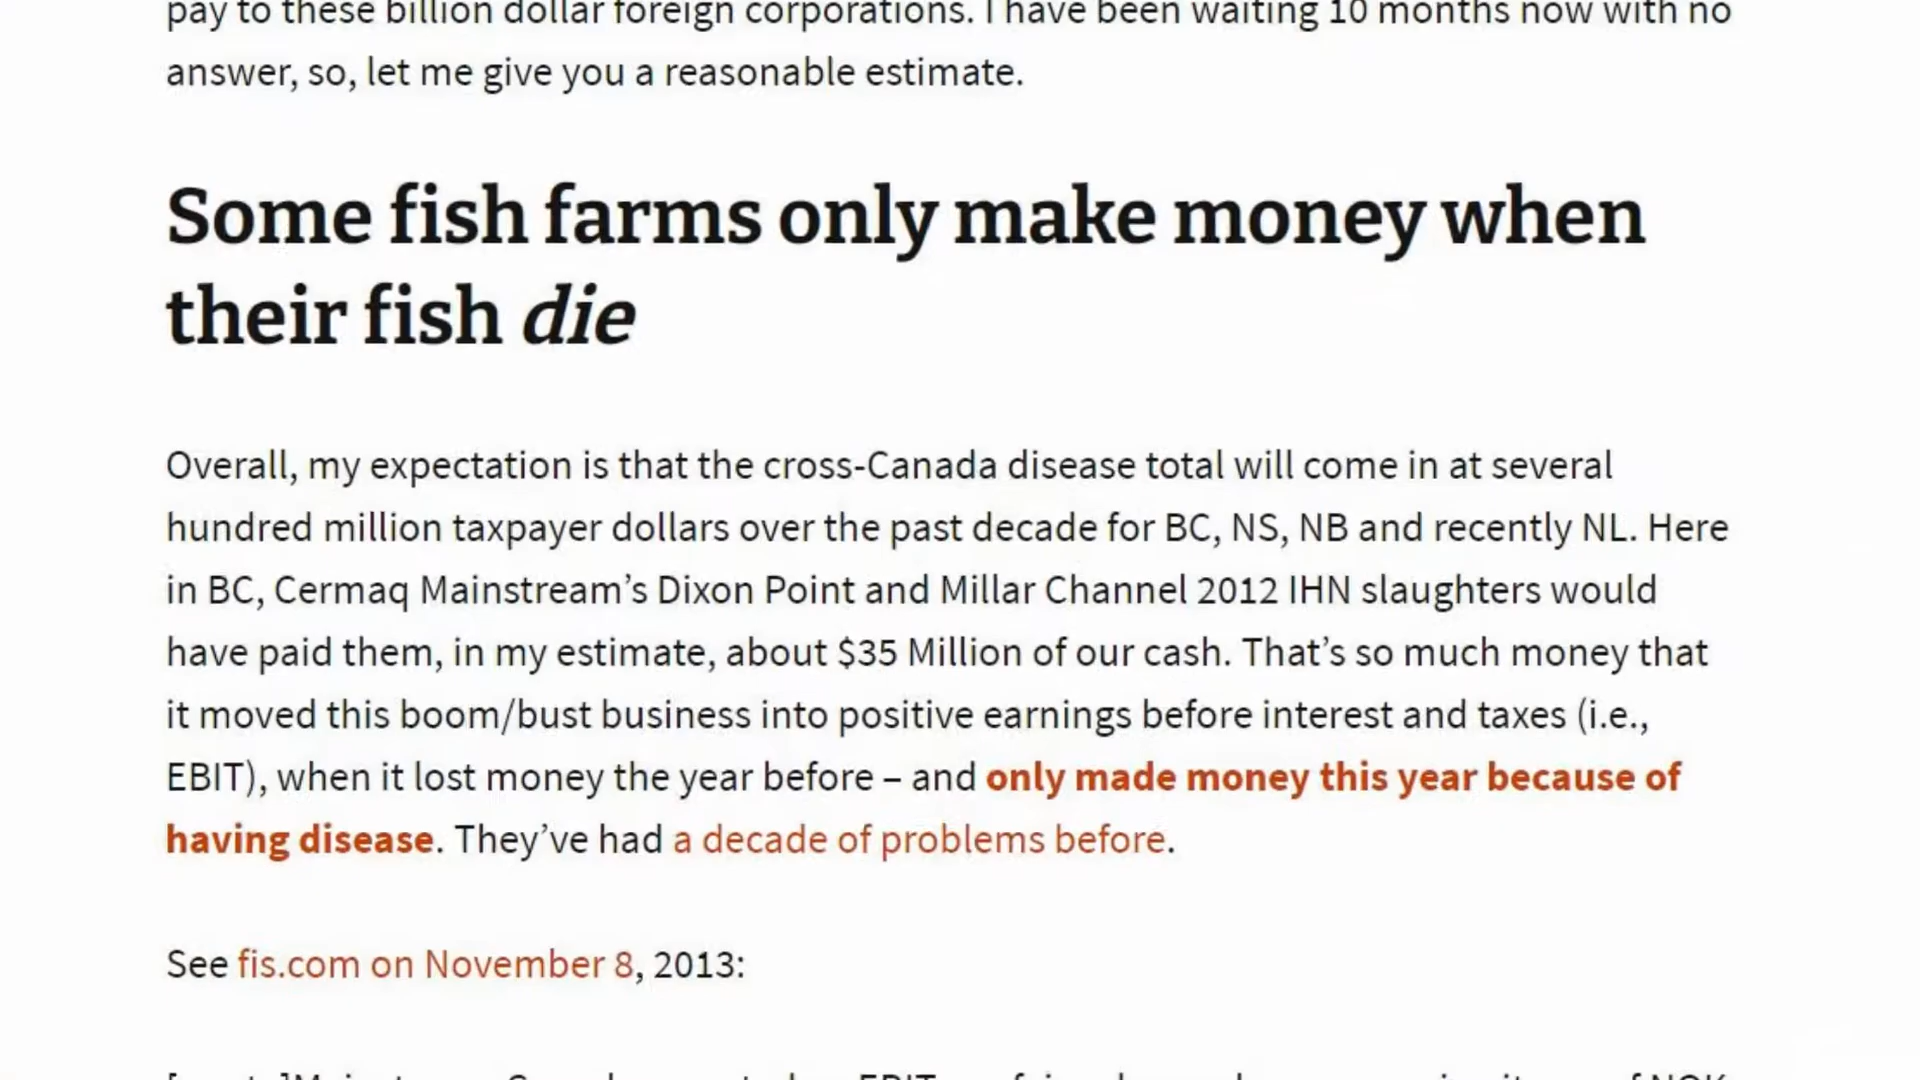 pay to these billion dollar foreign corporations. I have been waiting 10 months now with no
answer, so, let me give you a reasonable estimate.
Some fish farms only make money when
their fish die
Overall, my expectation is that the cross-Canada disease total will come in at several
hundred million taxpayer dollars over the past decade for BC, NS, NB and recently NL. Here
in BC, Cermaq Mainstream’s Dixon Point and Millar Channel 2012 IHN slaughters would
have paid them, in my estimate, about $35 Million of our cash. That’s so much money that
it moved this boom/bust business into positive earnings before interest and taxes (i.e.,
EBIT), when it lost money the year before – and only made money this year because of
having disease. They’ve had a decade of problems before.
See fis.com on November 8, 2013: